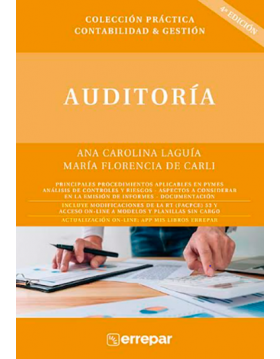 COLECCIÓN PRÁCTICA
CONTABILIDAD & GESTIÓN
4ª EDICIÓN
AUDITORÍA
ANA CAROLINA LAGUÍA
MARÍA FLORENCIA DE CARLI
PRINCIPALES PROCEDIMIENTOS APLICABLES EN PYMES
ANÁLISIS DE CONTROLES Y RIESGOS - ASPECTOS A CONSIDERAR
EN LA EMISIÓN DE INFORMES - DOCUMENTACIÓN
INCLUYE MODIFICACIONES DE LA RT (FACPCE) 53 Y
ACCESO ON-LINE A MODELOS Y PLANILLAS SIN CARGO
ACTUALIZACIÓN ON-LINE: APP MIS LIBROS ERREPAR
errepar